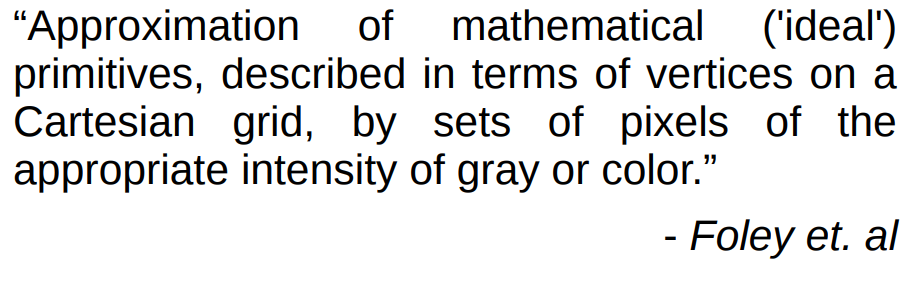 “Approximation of mathematical ('ideal')
primitives, described in terms of vertices on a
Cartesian grid, by sets of pixels of the
appropriate intensity of gray or color.”
- Foley et. al